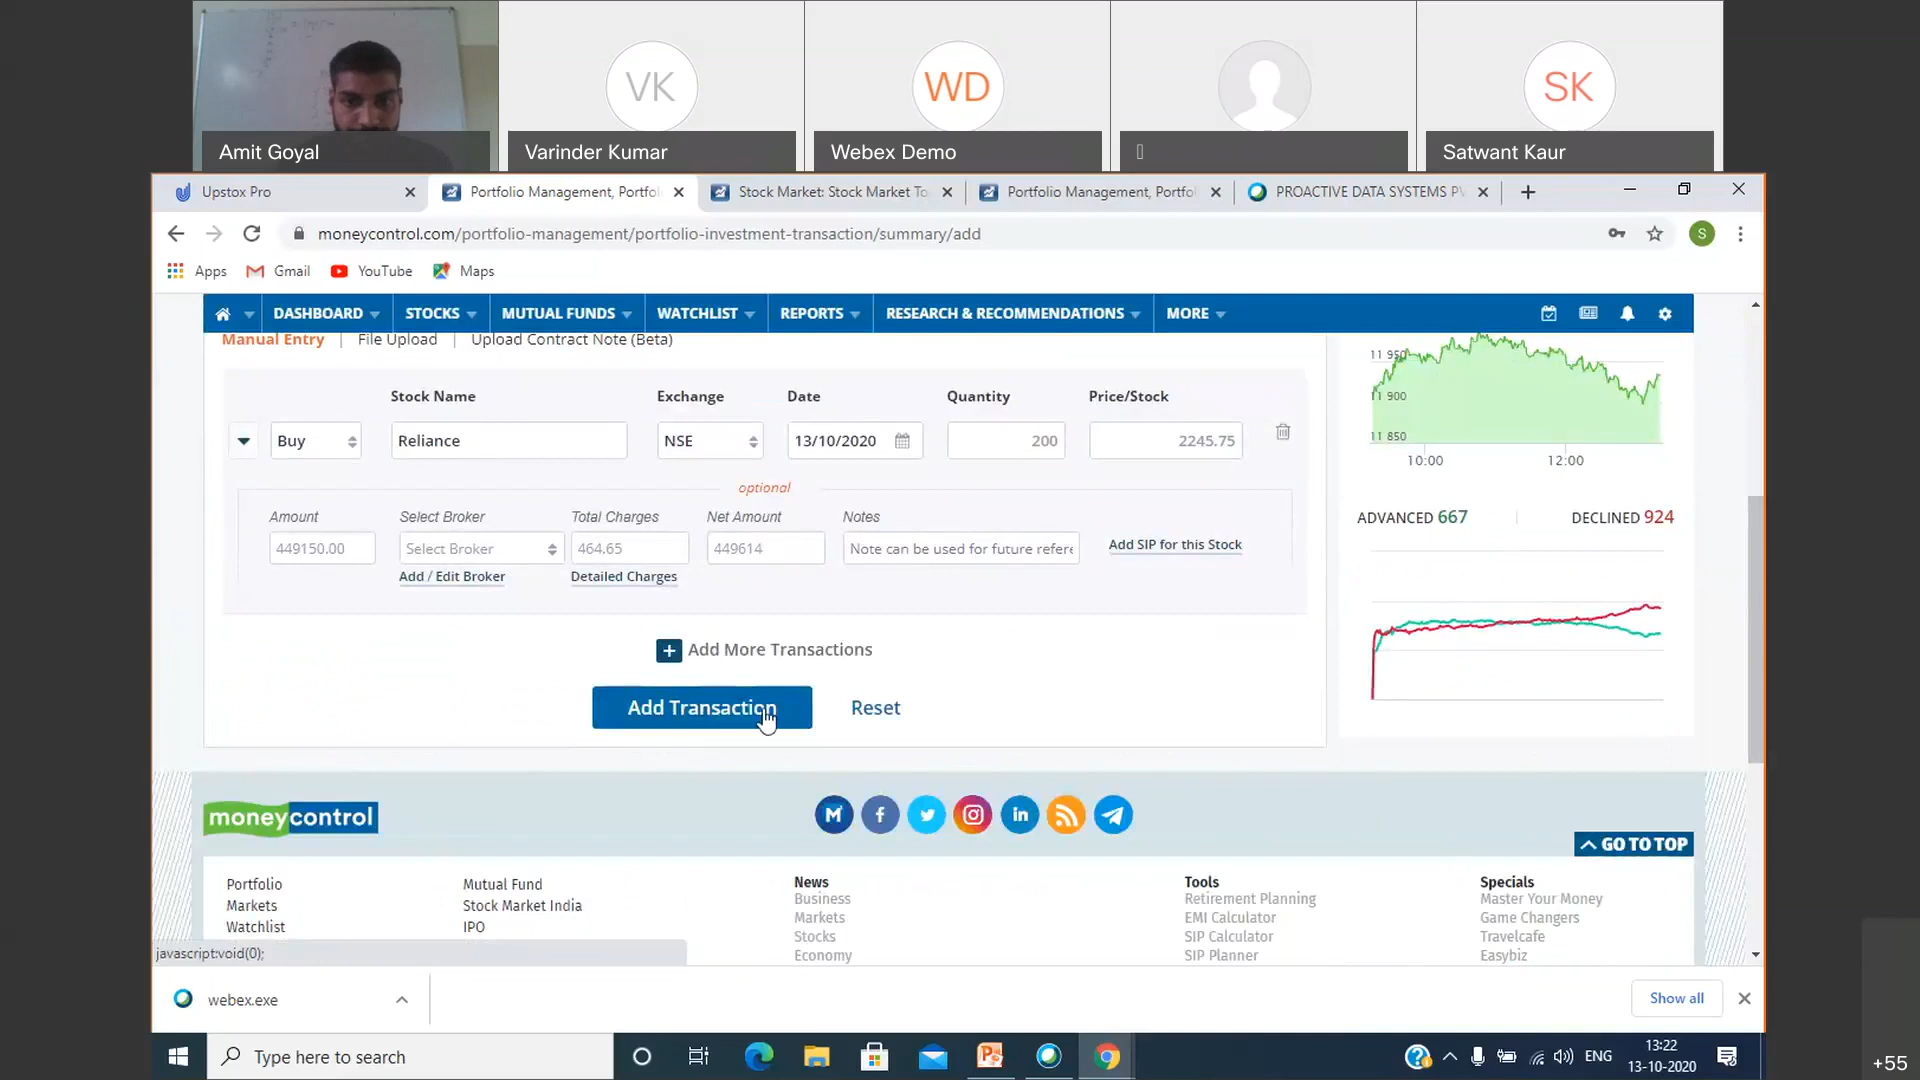 VK
WD
SK
Amit Goyal
Varinder Kumar
Webex Demo
Satwant Kaur
Upstox Pro
Portfolio Management, Portfol
Stock Market: Stock Market To
Portfolio Management, Portfol
PROACTIVE DATA SYSTEMS PV
moneycontrol.com/portfolio-management/portfolio-investment-transaction/summary/add
S
Apps
Gmail
YouTube
Maps
DASHBOARD
STOCKS
MUTUAL FUNDS
WATCHLIST
REPORTS
RESEARCH & RECOMMENDATIONS
MORE
Manual Entry | File Upload | Upload Contract Note (Beta)
Stock Name
Exchange
Date
Quantity
Price/Stock
Buy
Reliance
NSE
13/10/2020
200
2245.75
optional
Amount
Select Broker
Total Charges
Net Amount
Notes
449150.00
Select Broker
464.65
449614
Note can be used for future refere
Add SIP for this Stock
Add / Edit Broker
Detailed Charges
+ Add More Transactions
Add Transaction
Reset
11 950
11 900
11 850
10:00
12:00
ADVANCED 667
DECLINED 924
moneycontrol
GO TO TOP
Portfolio
Markets
Watchlist
Mutual Fund
Stock Market India
IPO
News
Business
Markets
Stocks
Economy
Tools
Retirement Planning
EMI Calculator
SIP Calculator
SIP Planner
Specials
Master Your Money
Game Changers
Travelcafe
Easybiz
javascript:void(0);
webex.exe
Show all
Type here to search
ENG
13:22
13-10-2020
+55